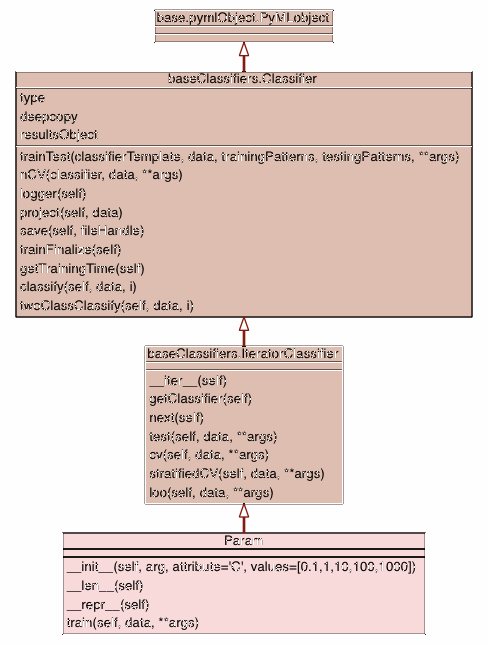 base.pymlObject.PyMLobject
baseClassifiers.Classifier
type
deepcopy
resultsObject
trainTest(classifierTemplate, data, trainingPatterns, testingPatterns, **args)
nCV(classifier, data, **args)
logger(self)
project(self, data)
save(self, fileHandle)
trainFinalize(self)
getTrainingTime(self)
classify(self, data, i)
twoClassClassify(self, data, i)
baseClassifiers.IteratorClassifier
__iter__(self)
getClassifier(self)
next(self)
test(self, data, **args)
cv(self, data, **args)
stratifiedCV(self, data, **args)
loo(self, data, **args)
Param
__init__(self, arg, attribute='C', values=[0.1,1,10,100,1000])
__len__(self)
__repr__(self)
train(self, data, **args)